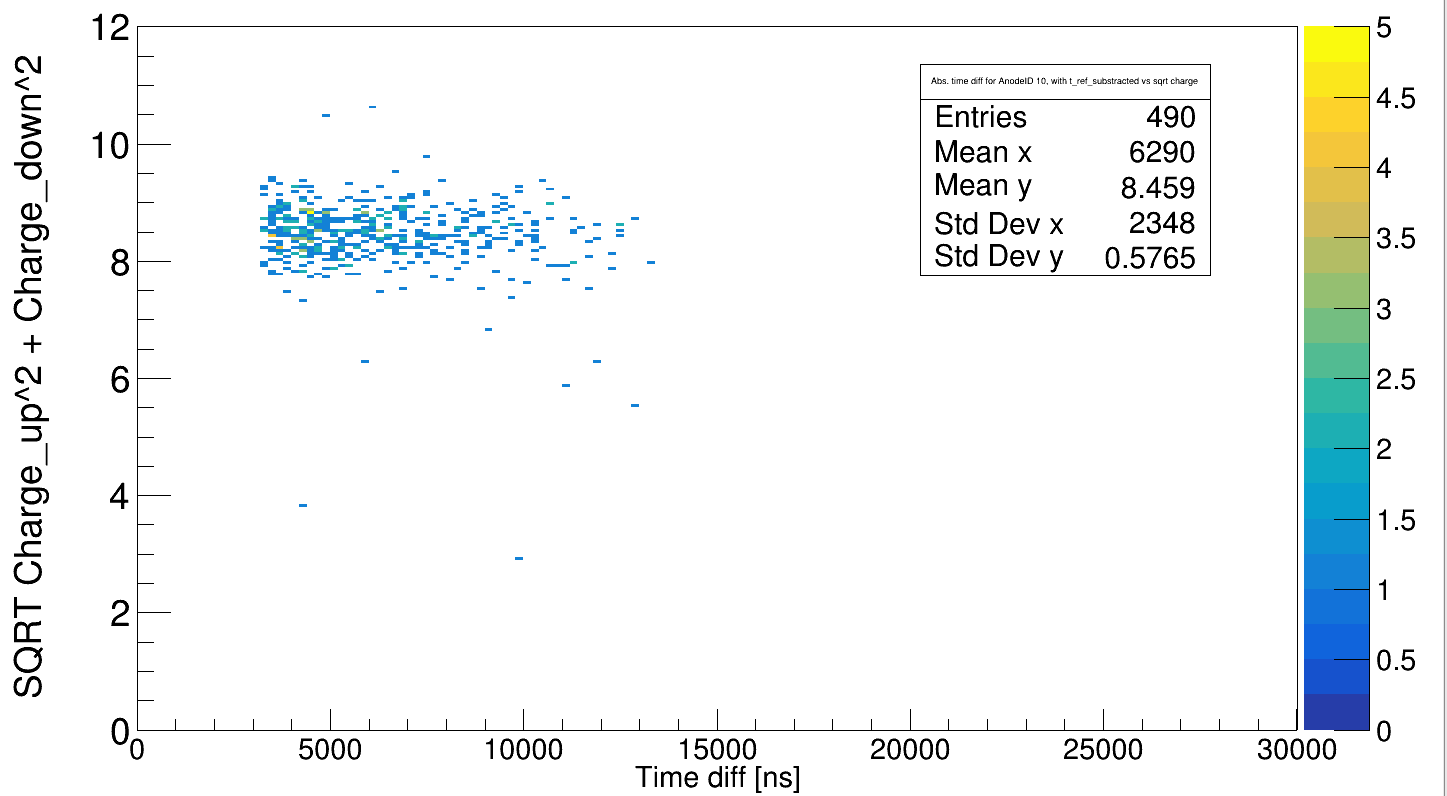 SQRT Charge_up^2 + Charge_down^2
12
10
8
6
4
2
0
Abs. time diff for AnodeID 10, with t_ref_substracted vs sqrt charge
Entries 490
Mean x 6290
Mean y 8.459
Std Dev x 2348
Std Dev y 0.5765
5
4.5
4
3.5
3
2.5
2
1.5
1
0.5
0
0 5000 10000 15000 20000 25000 30000
Time diff [ns]